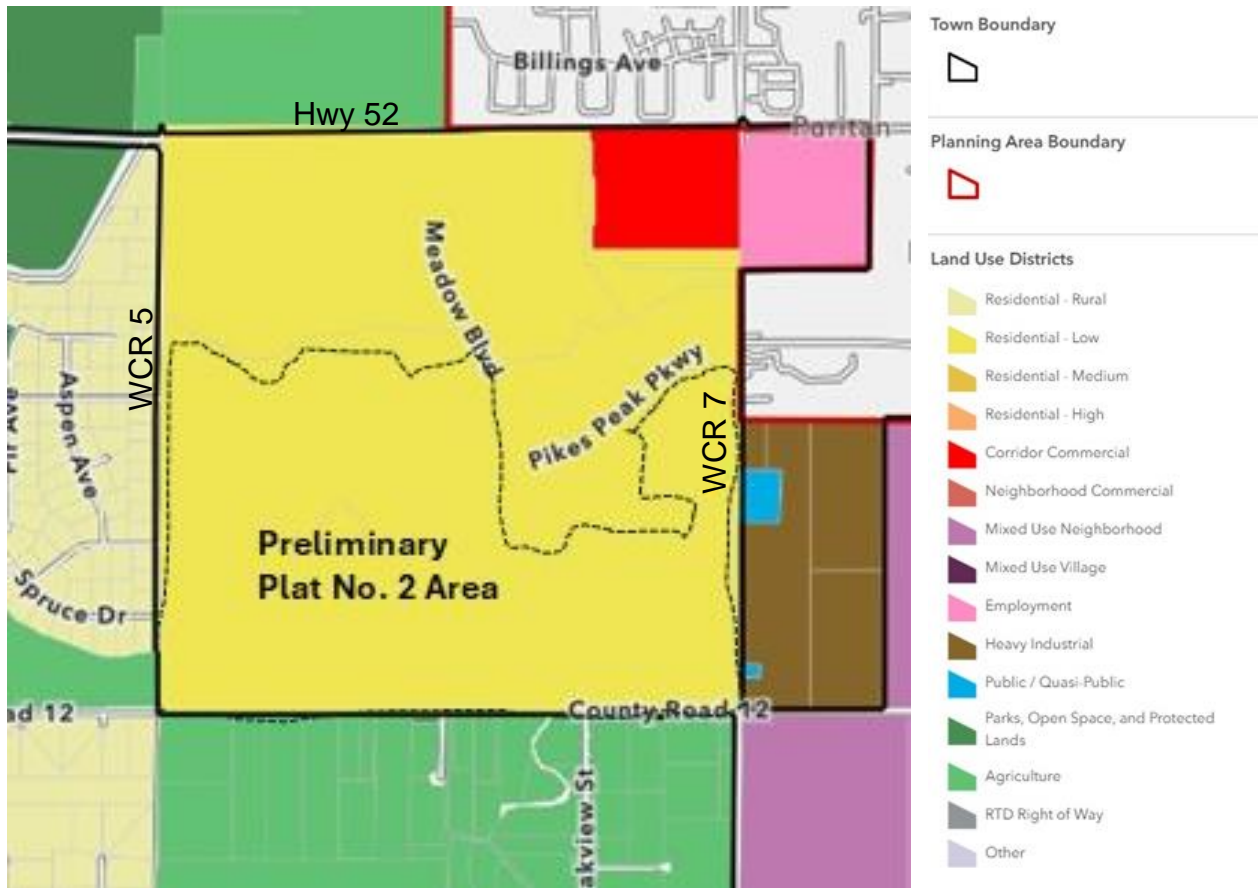 Billings Ave
Hwy 52
Puritan
Meadow Blvd
WCR 5
Aspen Ave
Pikes Peak Pkwy
WCR 7
Preliminary
Plat No. 2 Area
Spruce Dr
ad 12
County Road 12
akview St
Town Boundary
Planning Area Boundary
Land Use Districts
Residential - Rural
Residential - Low
Residential - Medium
Residential - High
Corridor Commercial
Neighborhood Commercial
Mixed Use Neighborhood
Mixed Use Village
Employment
Heavy Industrial
Public / Quasi-Public
Parks, Open Space, and Protected
Lands
Agriculture
RTD Right of Way
Other